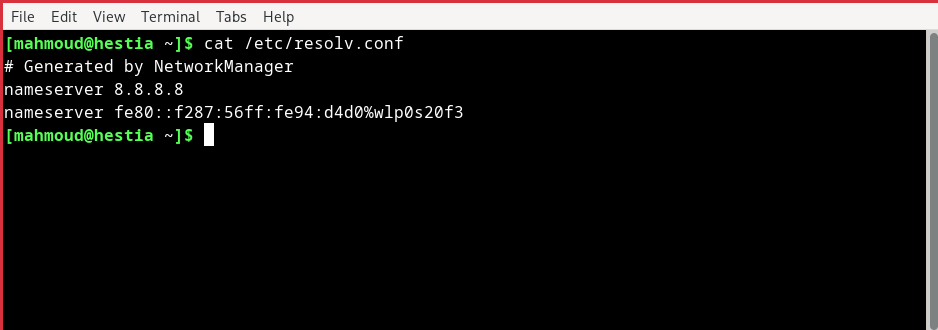 File Edit View Terminal Tabs Help
[mahmoud@hestia ~]$ cat /etc/resolv.conf
# Generated by NetworkManager
nameserver 8.8.8.8
nameserver fe80::f287:56ff:fe94:d4d0%wlp0s20f3
[mahmoud@hestia ~]$